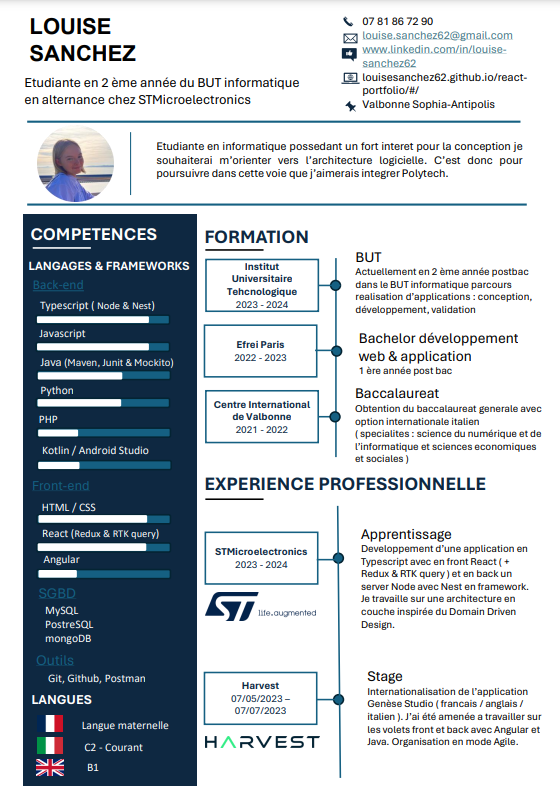 LOUISE
SANCHEZ
Etudiante en 2 ème année du BUT informatique
en alternance chez STMicroelectronics
07 81 86 72 90
louise.sanchez62@gmail.com
www.linkedin.com/in/louise-
sanchez62
louisesanchez62.github.io/react-
portfolio/#/
Valbonne Sophia-Antipolis
Etudiante en informatique possedant un fort interet pour la conception je
souhaiterai m'orienter vers l'architecture logicielle. C'est donc pour
poursuivre dans cette voie que j'aimerais integrer Polytech.
COMPETENCES
LANGAGES & FRAMEWORKS
Back-end
Typescript ( Node & Nest)
Javascript
Java (Maven, Junit & Mockito)
Python
PHP
Kotlin / Android Studio
Front-end
HTML / CSS
React (Redux & RTK query)
Angular
SGBD
MySQL
PostreSQL
mongoDB
Outils
Git, Github, Postman
LANGUES
Langue maternelle
C2 - Courant
B1
FORMATION
Institut
Universitaire
Tehcnologique
2023 - 2024
BUT
Actuellement en 2 ème année postbac
dans le BUT informatique parcours
realisation d'applications : conception,
développement, validation
Efrei Paris
2022 - 2023
Bachelor développement
web & application
1 ère année post bac
Centre International
de Valbonne
2021 - 2022
Baccalaureat
Obtention du baccalaureat generale avec
option internationale italien
( specialites : science du numérique et de
l'informatique et sciences economiques
et sociales )
EXPERIENCE PROFESSIONNELLE
STMicroelectronics
2023 - 2024
ST life.augmented
Apprentissage
Developpement d'une application en
Typescript avec en front React ( +
Redux & RTK query ) et en back un
server Node avec Nest en framework.
Je travaille sur une architecture en
couche inspirée du Domain Driven
Design.
Harvest
07/05/2023 –
07/07/2023
HARVEST
Stage
Internationalisation de l'application
Genèse Studio ( francais / anglais /
italien ). J'ai été amenée a travailler sur
les volets front et back avec Angular et
Java. Organisation en mode Agile.